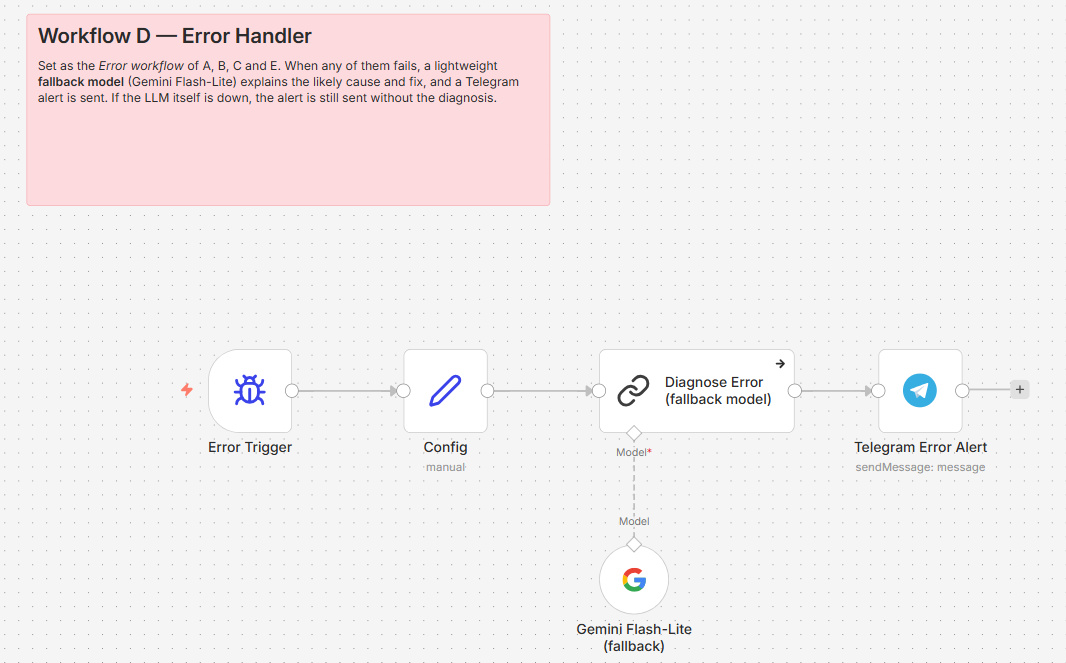 Workflow D — Error Handler
Set as the Error workflow of A, B, C and E. When any of them fails, a lightweight
fallback model (Gemini Flash-Lite) explains the likely cause and fix, and a Telegram
alert is sent. If the LLM itself is down, the alert is still sent without the diagnosis.
Error Trigger
Config
manual
Diagnose Error
(fallback model)
Model*
Model
Gemini Flash-Lite
(fallback)
Telegram Error Alert
sendMessage: message